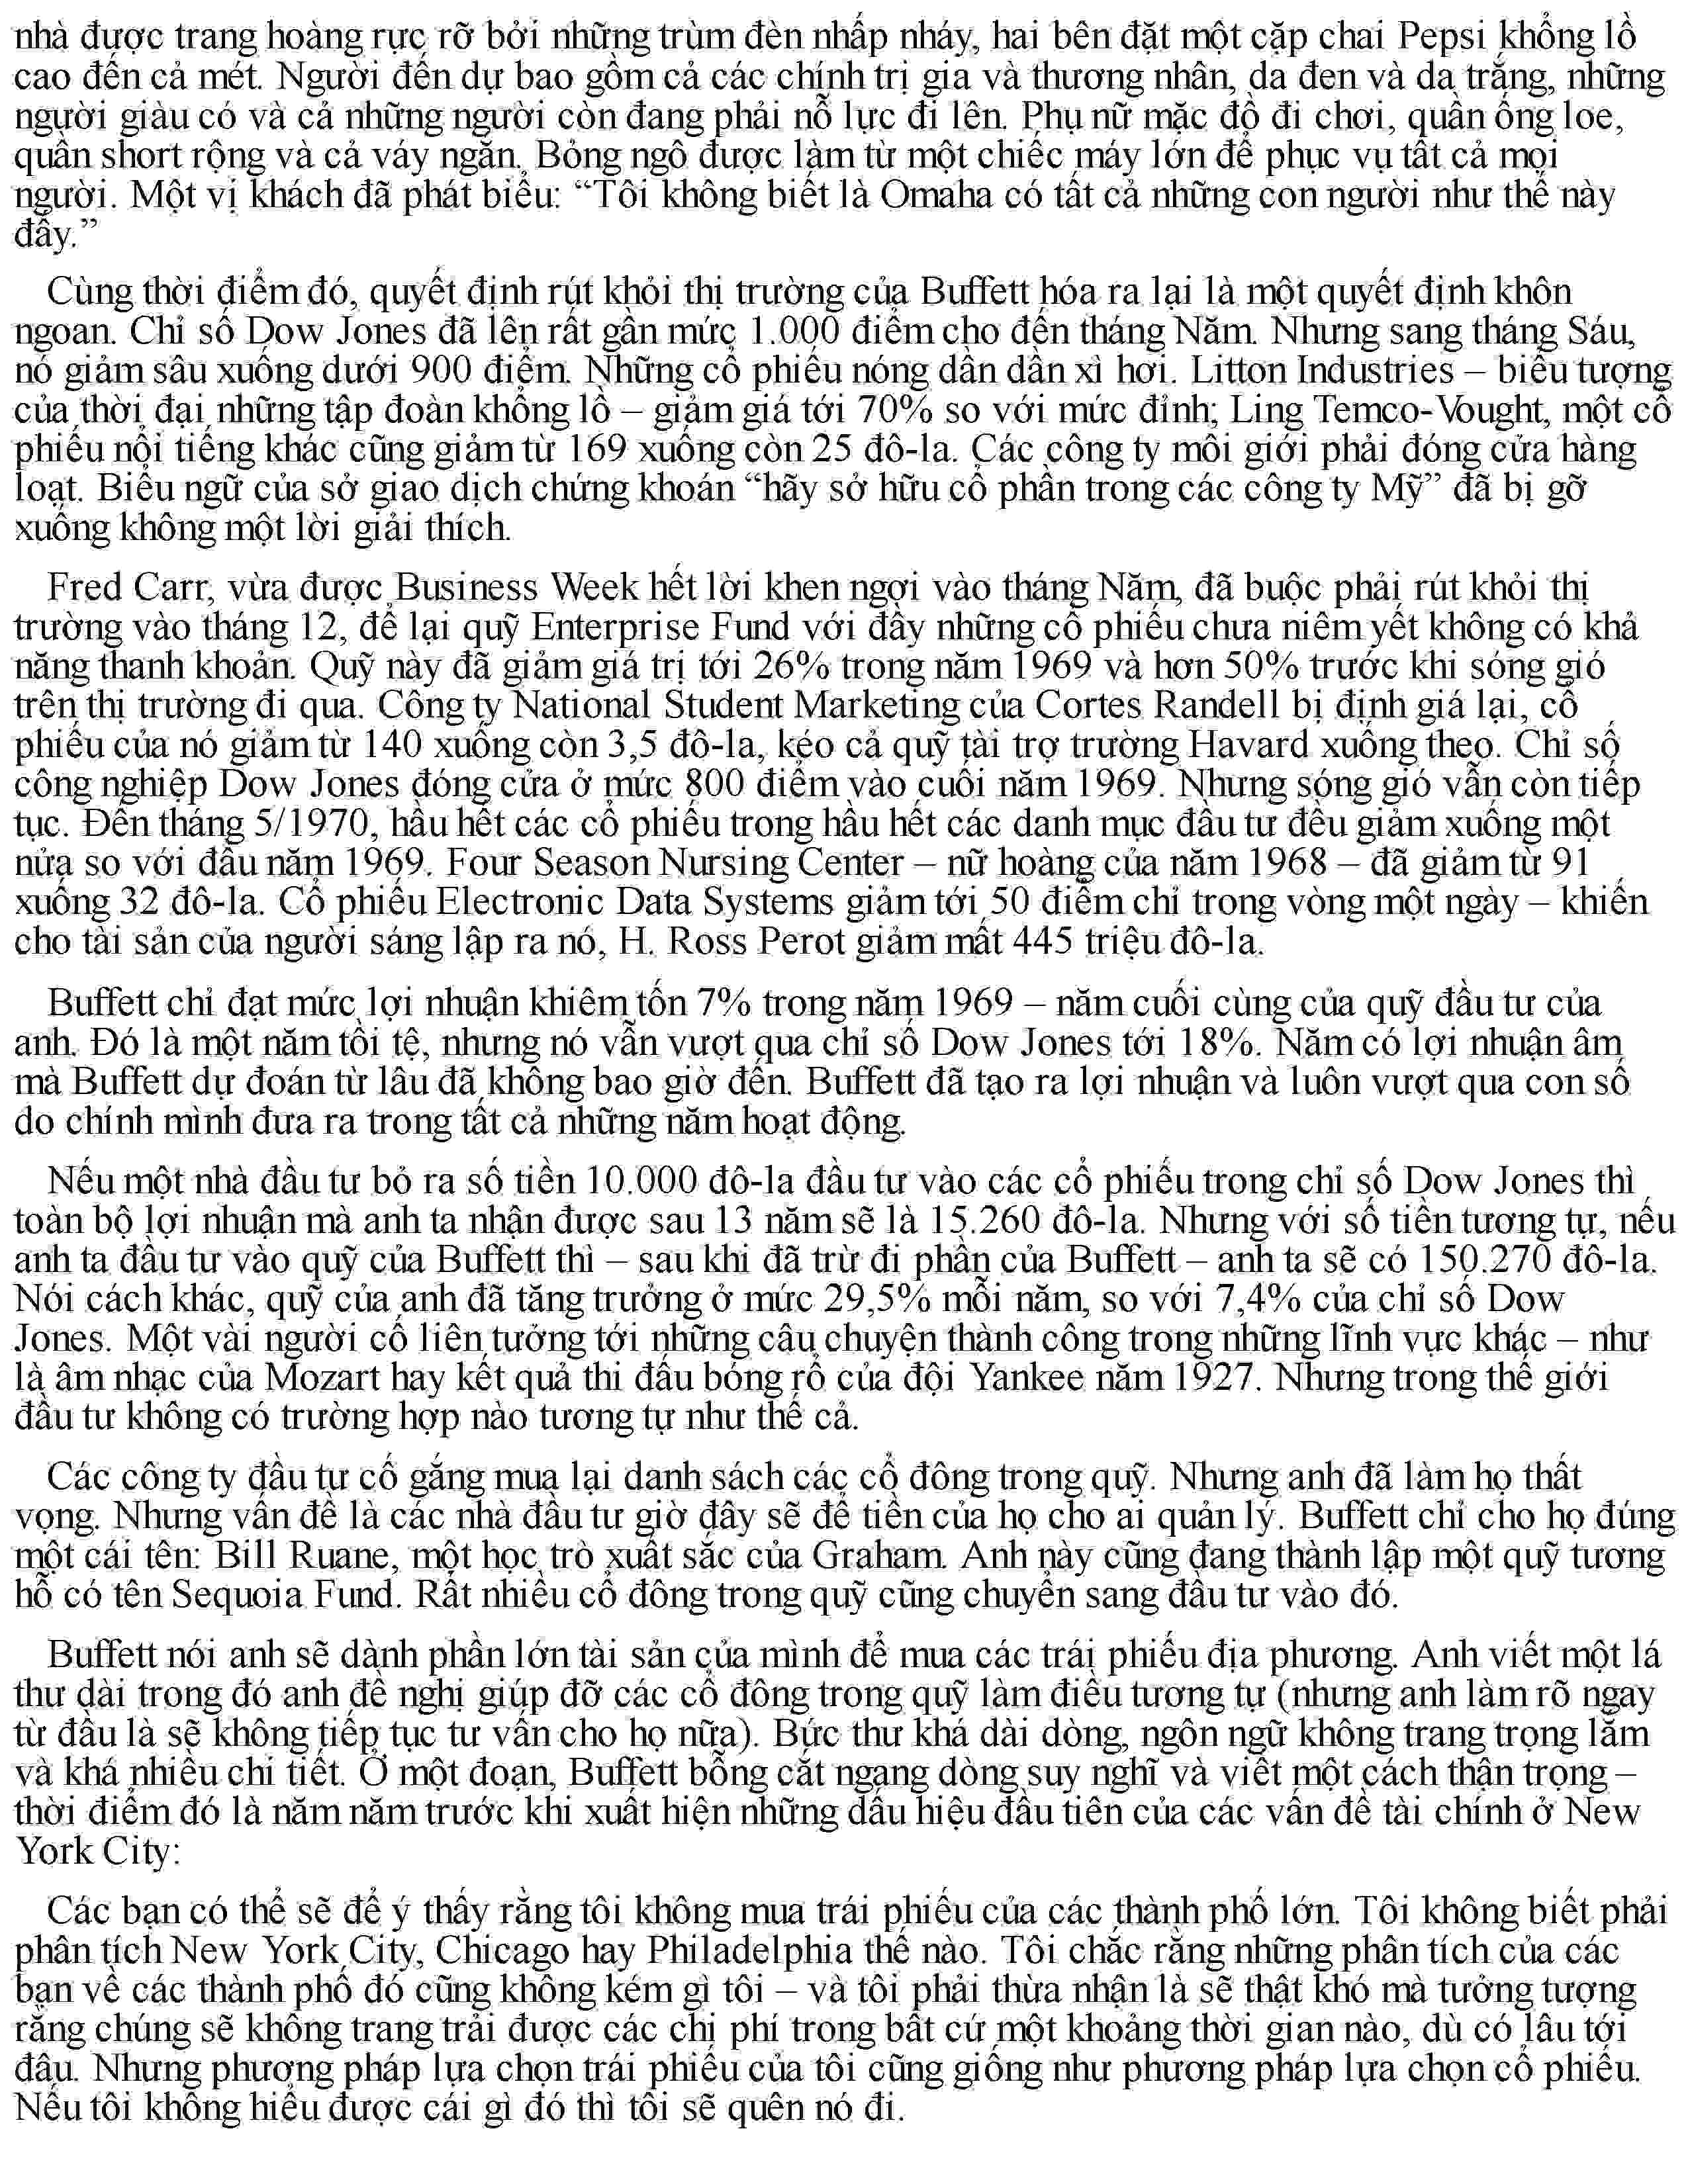 nhà được trang hoàng rực rỡ bởi những trùm đèn nhấp nháy, hai bên đặt một cặp chai Pepsi khổng lồ
cao đến cả mét. Người đến dự bao gồm cả các chính trị gia và thương nhân, da đen và da trắng, những
người giàu có và cả những người còn đang phải nỗ lực đi lên. Phụ nữ mặc đồ đi chơi, quần ống loe,
quần short rộng và cả váy ngắn. Bỏng ngô được làm từ một chiếc máy lớn để phục vụ tất cả mọi
người. Một vị khách đã phát biểu: “Tôi không biết là Omaha có tất cả những con người như thế này
đấy.”
Cùng thời điểm đó, quyết định rút khỏi thị trường của Buffett hóa ra lại là một quyết định khôn
ngoan. Chỉ số Dow Jones đã lên rất gần mức 1.000 điểm cho đến tháng Năm. Nhưng sang tháng Sáu,
nó giảm sâu xuống dưới 900 điểm. Những cổ phiếu nóng dần dần xì hơi. Litton Industries – biểu tượng
của thời đại những tập đoàn khổng lồ – giảm giá tới 70% so với mức đỉnh; Ling Temco-Vought, một cổ
phiếu nổi tiếng khác cũng giảm từ 169 xuống còn 25 đô-la. Các công ty môi giới phải đóng cửa hàng
loạt. Biểu ngữ của sở giao dịch chứng khoán “hãy sở hữu cổ phần trong các công ty Mỹ” đã bị gỡ
xuống không một lời giải thích.
Fred Carr, vừa được Business Week hết lời khen ngợi vào tháng Năm, đã buộc phải rút khỏi thị
trường vào tháng 12, để lại quỹ Enterprise Fund với đầy những cổ phiếu chưa niêm yết không có khả
năng thanh khoản. Quỹ này đã giảm giá trị tới 26% trong năm 1969 và hơn 50% trước khi sóng gió
trên thị trường đi qua. Công ty National Student Marketing của Cortes Randell bị định giá lại, cổ
phiếu của nó giảm từ 140 xuống còn 3,5 đô-la, kéo cả quỹ tài trợ trường Havard xuống theo. Chỉ số
công nghiệp Dow Jones đóng cửa ở mức 800 điểm vào cuối năm 1969. Nhưng sóng gió vẫn còn tiếp
tục. Đến tháng 5/1970, hầu hết các cổ phiếu trong hầu hết các danh mục đầu tư đều giảm xuống một
nửa so với đầu năm 1969. Four Season Nursing Center – nữ hoàng của năm 1968 – đã giảm từ 91
xuống 32 đô-la. Cổ phiếu Electronic Data Systems giảm tới 50 điểm chỉ trong vòng một ngày – khiến
cho tài sản của người sáng lập ra nó, H. Ross Perot giảm mất 445 triệu đô-la.
Buffett chỉ đạt mức lợi nhuận khiêm tốn 7% trong năm 1969 – năm cuối cùng của quỹ đầu tư của
anh. Đó là một năm tồi tệ, nhưng nó vẫn vượt qua chỉ số Dow Jones tới 18%. Năm có lợi nhuận âm
mà Buffett dự đoán từ lâu đã không bao giờ đến. Buffett đã tạo ra lợi nhuận và luôn vượt qua con số
do chính mình đưa ra trong tất cả những năm hoạt động.
Nếu một nhà đầu tư bỏ ra số tiền 10.000 đô-la đầu tư vào các cổ phiếu trong chỉ số Dow Jones thì
toàn bộ lợi nhuận mà anh ta nhận được sau 13 năm sẽ là 15.260 đô-la. Nhưng với số tiền tương tự, nếu
anh ta đầu tư vào quỹ của Buffett thì – sau khi đã trừ đi phần của Buffett – anh ta sẽ có 150.270 đô-la.
Nói cách khác, quỹ của anh đã tăng trưởng ở mức 29,5% mỗi năm, so với 7,4% của chỉ số Dow
Jones. Một vài người cố liên tưởng tới những câu chuyện thành công trong những lĩnh vực khác – như
là âm nhạc của Mozart hay kết quả thi đấu bóng rổ của đội Yankee năm 1927. Nhưng trong thế giới
đầu tư không có trường hợp nào tương tự như thế cả.
Các công ty đầu tư cố gắng mua lại danh sách các cổ đông trong quỹ. Nhưng anh đã làm họ thất
vọng. Nhưng vấn đề là các nhà đầu tư giờ đây sẽ để tiền của họ cho ai quản lý. Buffett chỉ cho họ đúng
một cái tên: Bill Ruane, một học trò xuất sắc của Graham. Anh này cũng đang thành lập một quỹ tương
hỗ có tên Sequoia Fund. Rất nhiều cổ đông trong quỹ cũng chuyển sang đầu tư vào đó.
Buffett nói anh sẽ dành phần lớn tài sản của mình để mua các trái phiếu địa phương. Anh viết một lá
thư dài trong đó anh đề nghị giúp đỡ các cổ đông trong quỹ làm điều tương tự (nhưng anh làm rõ ngay
từ đầu là sẽ không tiếp tục tư vấn cho họ nữa). Bức thư khá dài dòng, ngôn ngữ không trang trọng lắm
và khá nhiều chi tiết. Ở một đoạn, Buffett bỗng cắt ngang dòng suy nghĩ và viết một cách thận trọng –
thời điểm đó là năm năm trước khi xuất hiện những dấu hiệu đầu tiên của các vấn đề tài chính ở New
York City:
Các bạn có thể sẽ để ý thấy rằng tôi không mua trái phiếu của các thành phố lớn. Tôi không biết phải
phân tích New York City, Chicago hay Philadelphia thế nào. Tôi chắc rằng những phân tích của các
bạn về các thành phố đó cũng không kém gì tôi – và tôi phải thừa nhận là sẽ thật khó mà tưởng tượng
rằng chúng sẽ không trang trải được các chi phí trong bất cứ một khoảng thời gian nào, dù có lâu tới
đâu. Nhưng phương pháp lựa chọn trái phiếu của tôi cũng giống như phương pháp lựa chọn cổ phiếu.
Nếu tôi không hiểu được cái gì đó thì tôi sẽ quên nó đi.